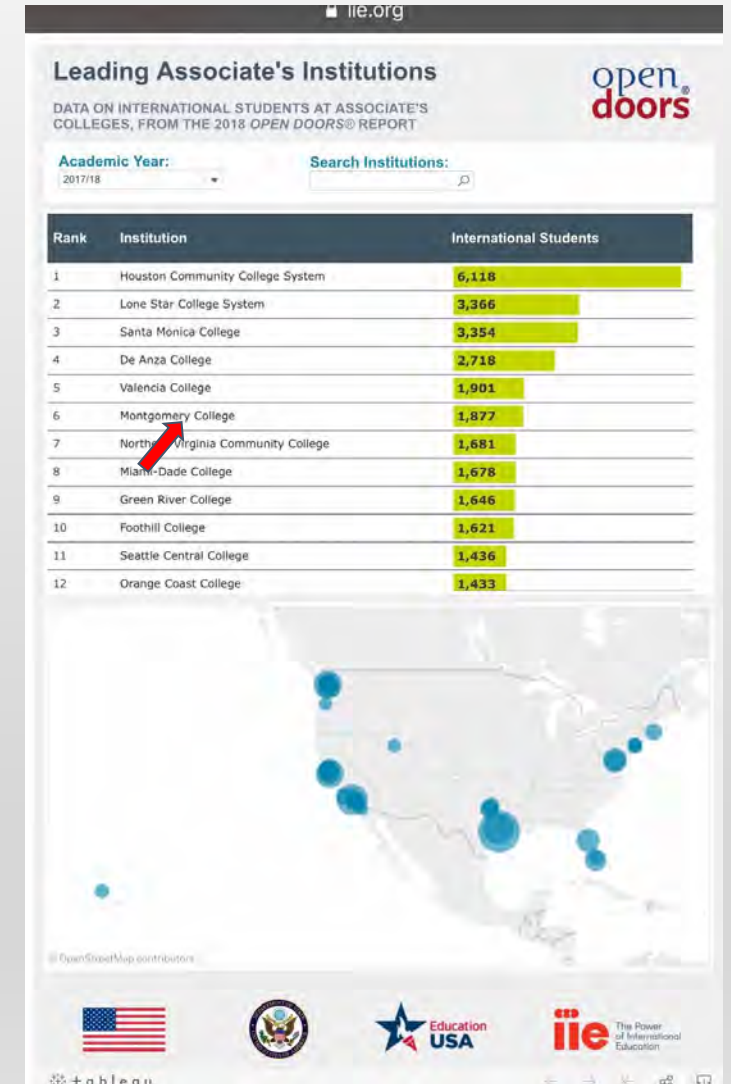 iie.org
Leading Associate's Institutions
open
doors®
DATA ON INTERNATIONAL STUDENTS AT ASSOCIATE'S
COLLEGES, FROM THE 2018 OPEN DOORS® REPORT
Academic Year:
2017/18
Search Institutions:
Rank Institution International Students
1 Houston Community College System 6,118
2 Lone Star College System 3,366
3 Santa Monica College 3,354
4 De Anza College 2,718
5 Valencia College 1,901
6 Montgomery College 1,877
7 Virginia Community College 1,681
8 Miami-Dade College 1,678
9 Green River College 1,646
10 Foothill College 1,621
11 Seattle Central College 1,436
12 Orange Coast College 1,433
© OpenStreetMap contributors
Education
USA
iie
The Power
of International
Education
tableau